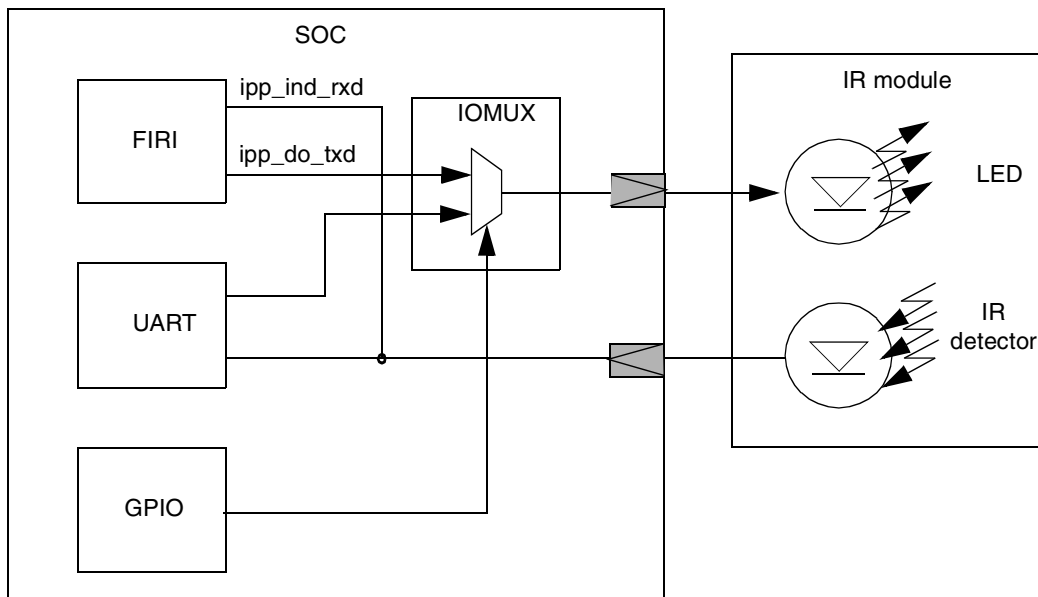 SOC
ipp_ind_rxd
FIRI
ipp_do_txd
IOMUX
UART
GPIO
IR module
LED
IR
detector